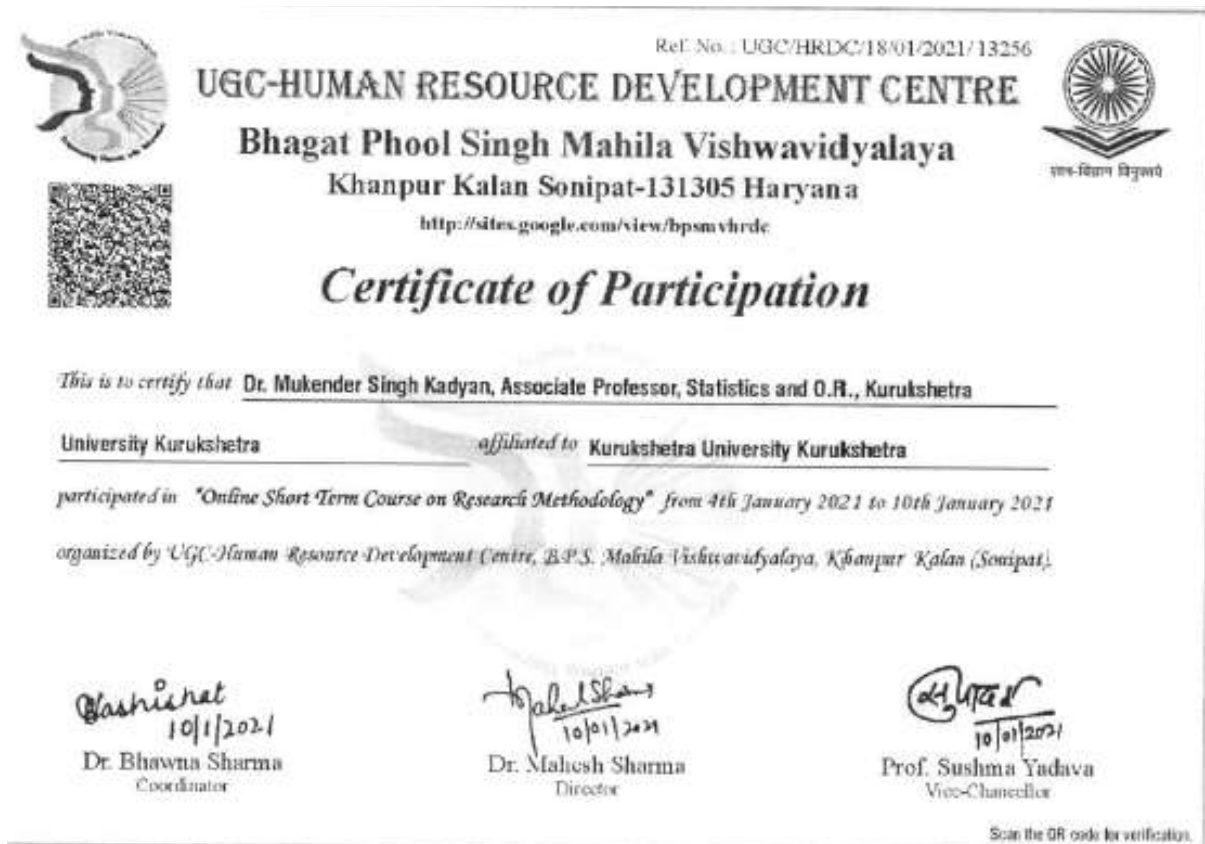 Ref. No. : UGC/HRDC/18/01/2021/13256
UGC-HUMAN RESOURCE DEVELOPMENT CENTRE
Bhagat Phool Singh Mahila Vishwavidyalaya
Khanpur Kalan Sonipat-131305 Haryana
http://sites.google.com/view/bpsmvhrdc
ज्ञान-विज्ञान विमुक्तये
Certificate of Participation
This is to certify that Dr. Mukender Singh Kadyan, Associate Professor, Statistics and O.R., Kurukshetra
University Kurukshetra affiliated to Kurukshetra University Kurukshetra
participated in "Online Short Term Course on Research Methodology" from 4th January 2021 to 10th January 2021
organized by UGC-Human Resource Development Centre, B.P.S. Mahila Vishwavidyalaya, Khanpur Kalan (Sonipat).
10/1/2021
10/01/2021
10/01/2021
Dr. Bhawna Sharma
Coordinator
Dr. Mahesh Sharma
Director
Prof. Sushma Yadava
Vice-Chancellor
Scan the QR code for verification.